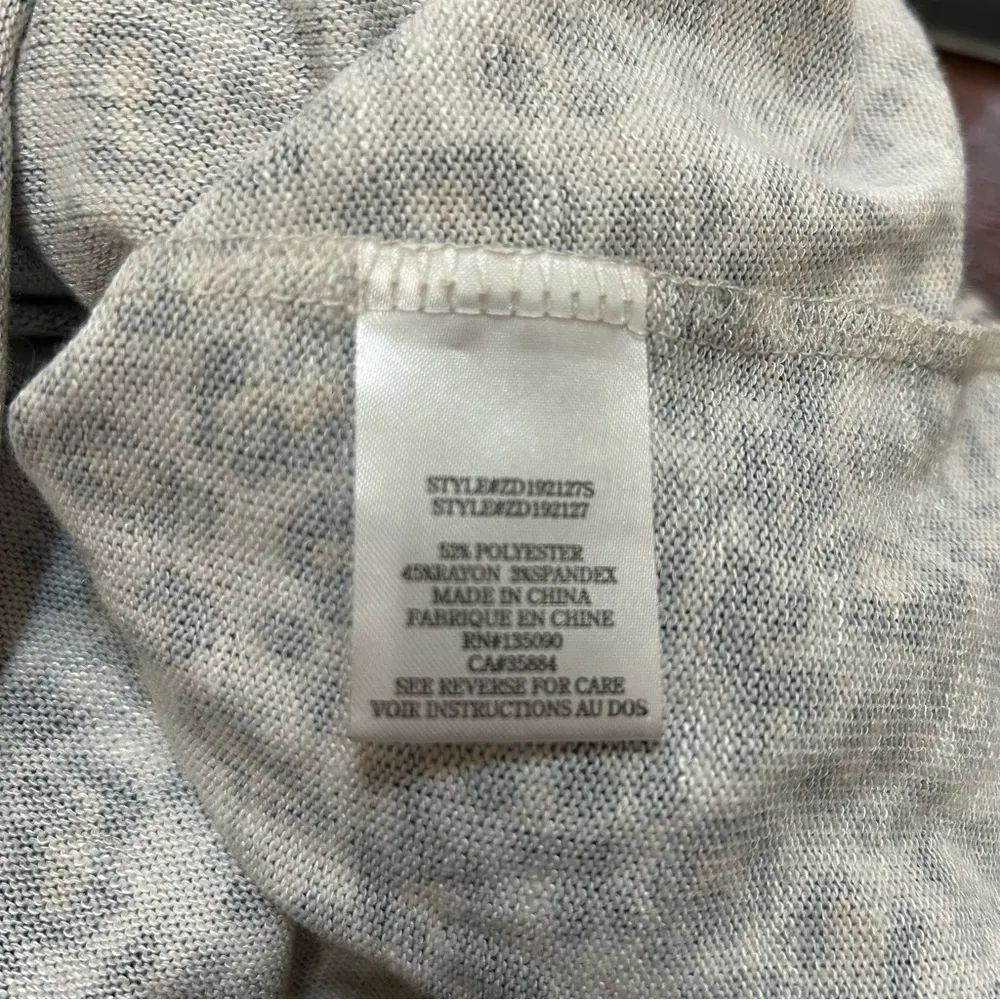 STYLE#ZD192127S
STYLE#ZD192127
52% POLYESTER
45%RAYON 3%SPANDEX
MADE IN CHINA
FABRIQUE EN CHINE
RN#135090
CA#35884
SEE REVERSE FOR CARE
VOIR INSTRUCTIONS AU DOS